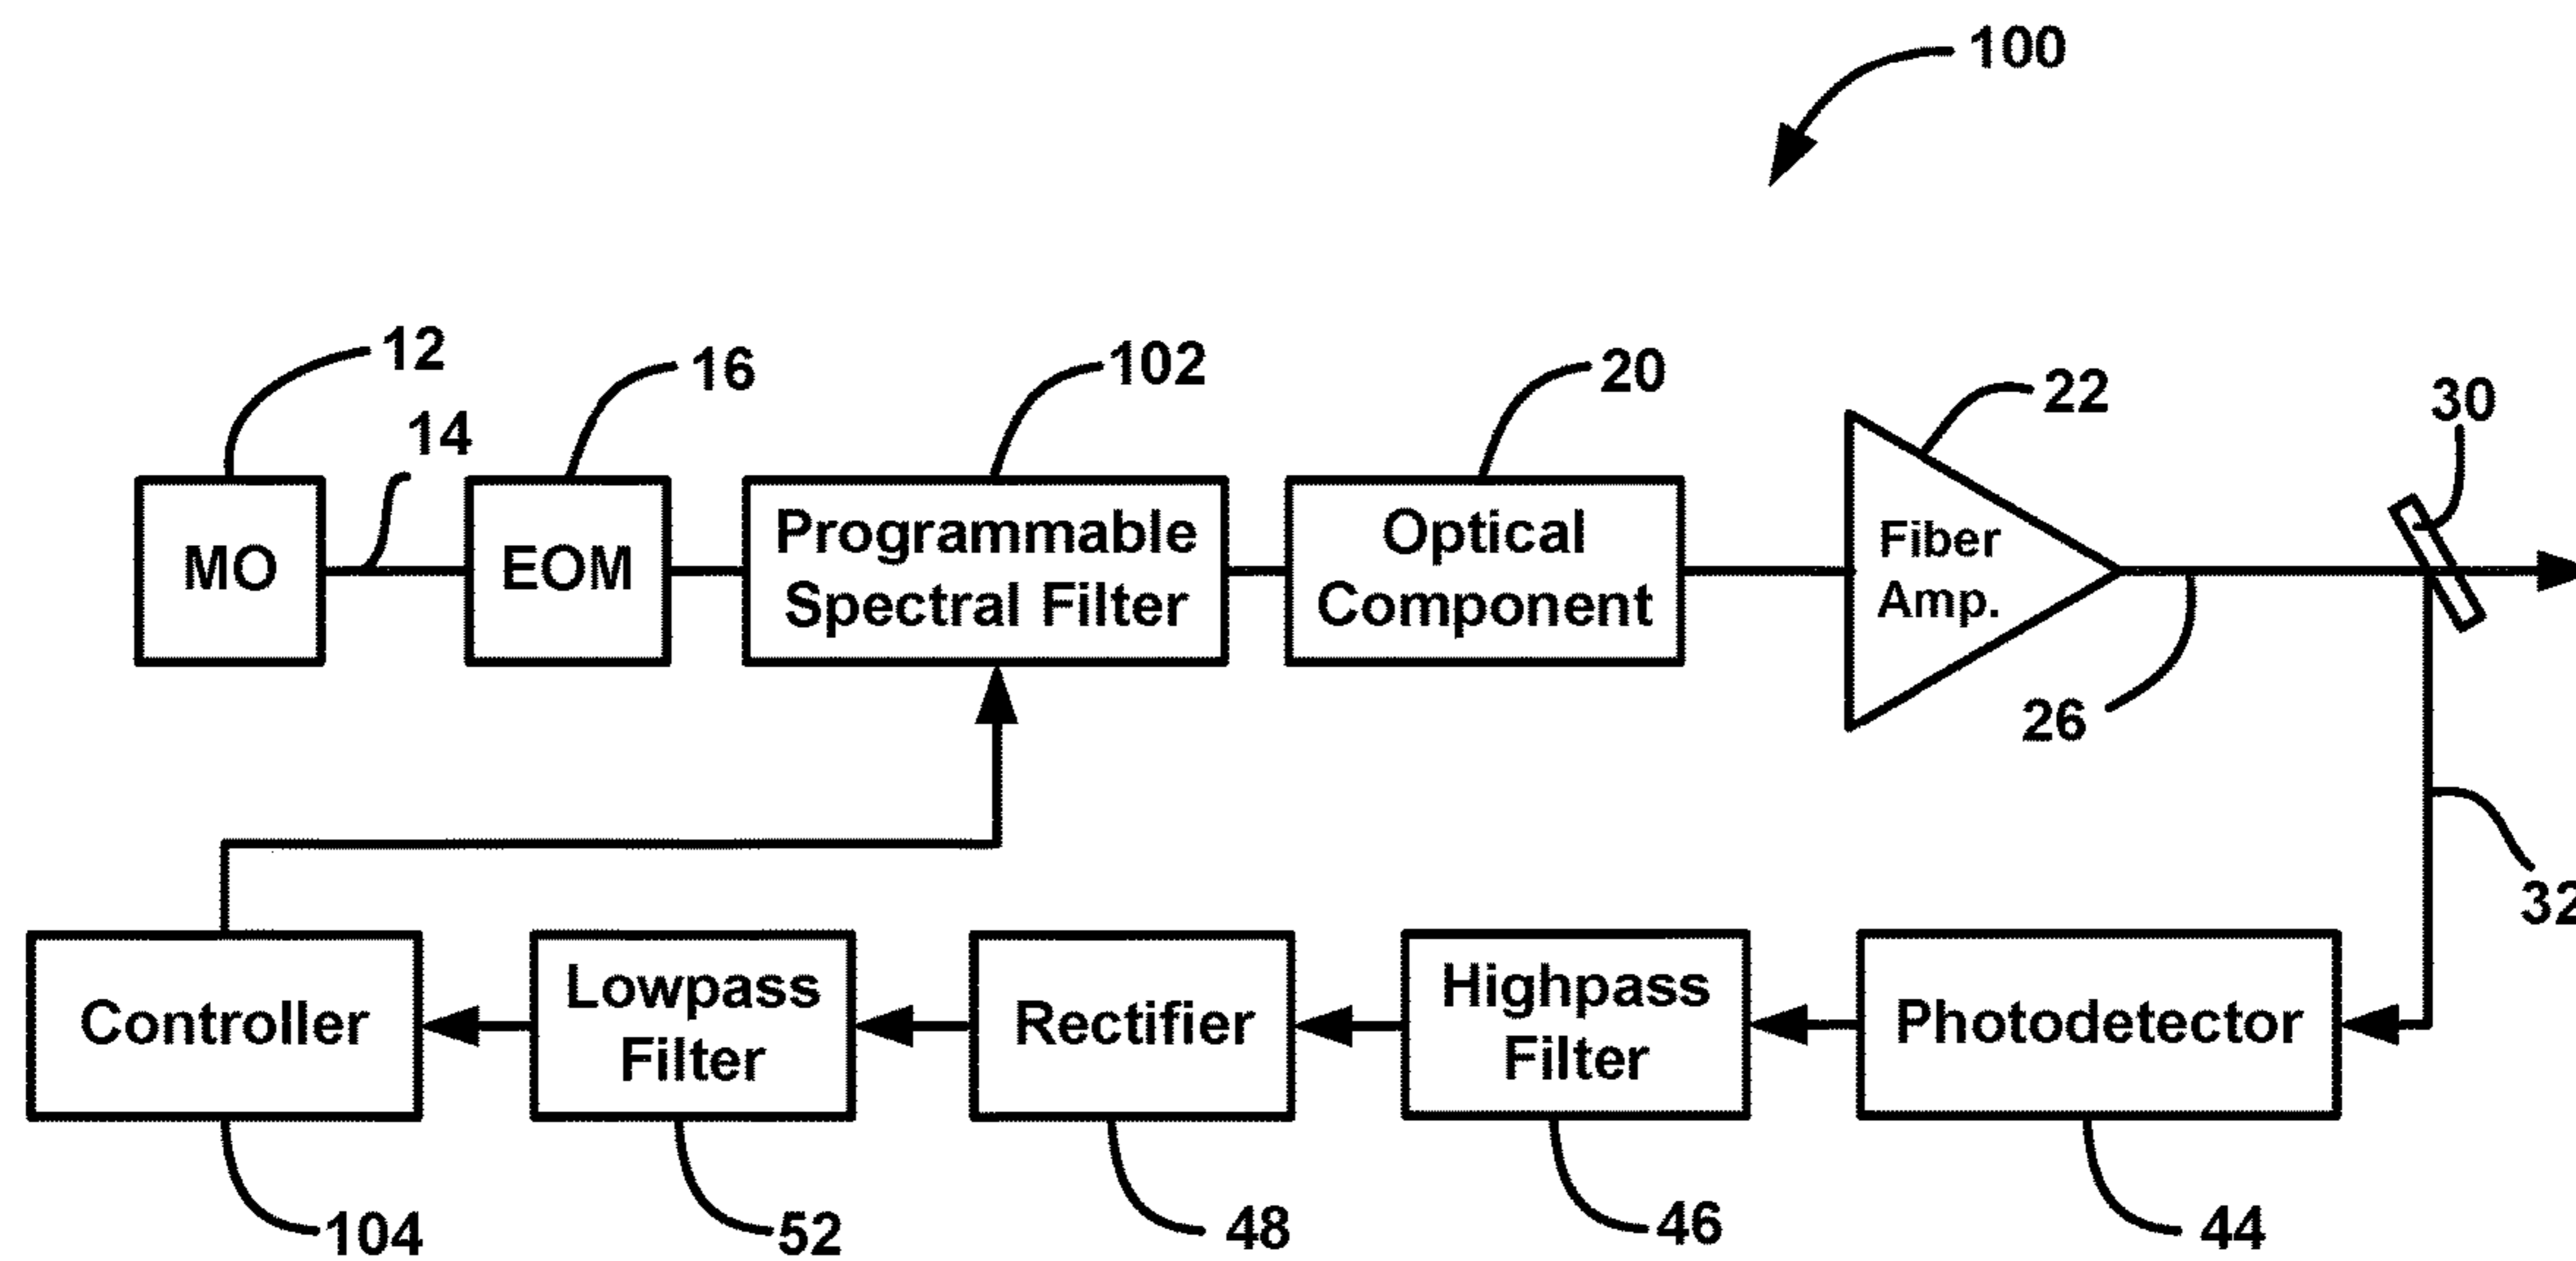 100
12
14
16
102
20
22
30
MO
EOM
Programmable
Spectral Filter
Optical
Component
Fiber
Amp.
26
32
Controller
Lowpass
Filter
Rectifier
Highpass
Filter
Photodetector
104
52
48
46
44